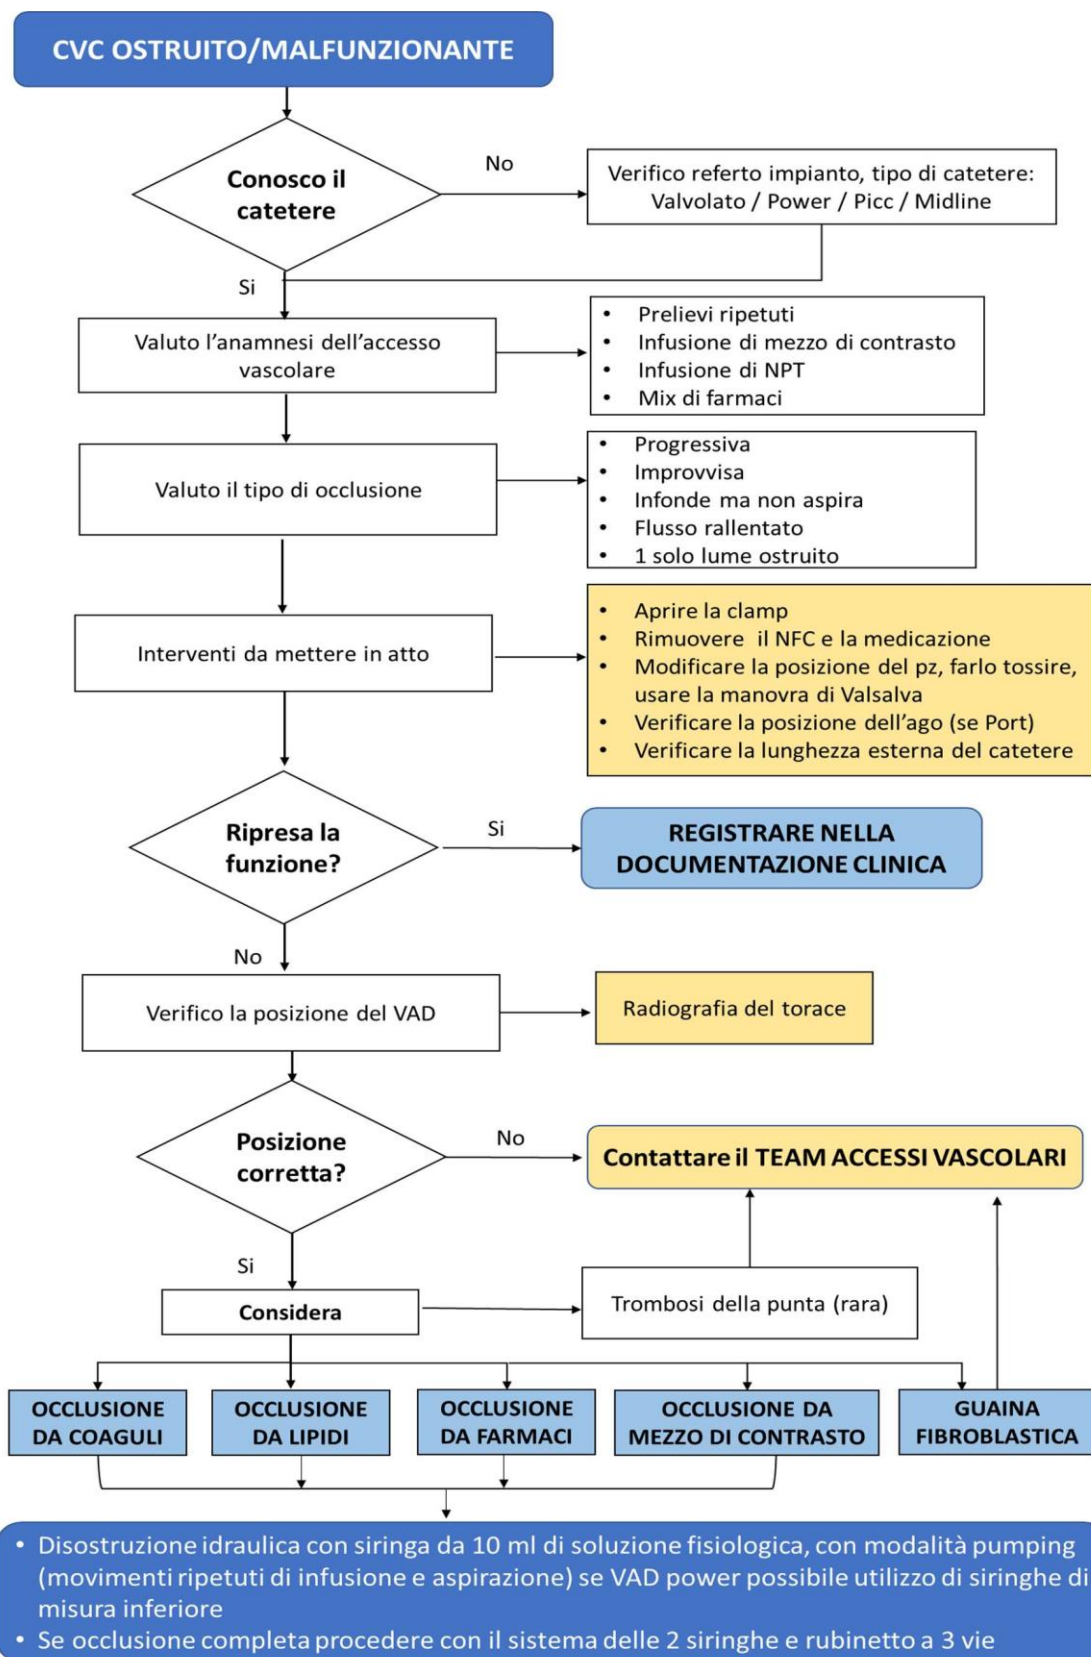 CVC OSTRUITO/MALFUNZIONANTE
Conosco il
catetere
No
Verifico referto impianto, tipo di catetere:
Valvolato / Power / Picc / Midline
Si
Valuto l'anamnesi dell'accesso
vascolare
• Prelievi ripetuti
• Infusione di mezzo di contrasto
• Infusione di NPT
• Mix di farmaci
Valuto il tipo di occlusione
• Progressiva
• Improvvisa
• Infonde ma non aspira
• Flusso rallentato
• 1 solo lume ostruito
Interventi da mettere in atto
• Aprire la clamp
• Rimuovere il NFC e la medicazione
• Modificare la posizione del pz, farlo tossire,
usare la manovra di Valsalva
• Verificare la posizione dell'ago (se Port)
• Verificare la lunghezza esterna del catetere
Ripresa la
funzione?
Si
REGISTRARE NELLA
DOCUMENTAZIONE CLINICA
No
Verifico la posizione del VAD
Radiografia del torace
Posizione
corretta?
No
Contattare il TEAM ACCESSI VASCOLARI
Si
Considera
Trombosi della punta (rara)
OCCLUSIONE
DA COAGULI
OCCLUSIONE
DA LIPIDI
OCCLUSIONE
DA FARMACI
OCCLUSIONE DA
MEZZO DI CONTRASTO
GUAINA
FIBROBLASTICA
• Disostruzione idraulica con siringa da 10 ml di soluzione fisiologica, con modalità pumping
(movimenti ripetuti di infusione e aspirazione) se VAD power possibile utilizzo di siringhe di
misura inferiore
• Se occlusione completa procedere con il sistema delle 2 siringhe e rubinetto a 3 vie